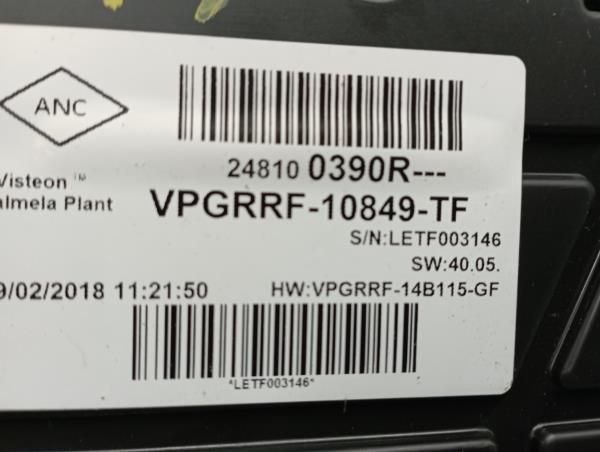 ANC
24810 0390R---
Visteon ™
almela Plant
VPGRRF-10849-TF
S/N:LETF003146
SW:40.05.
9/02/2018 11:21:50
HW:VPGRRF-14B115-GF
*LETF003146*